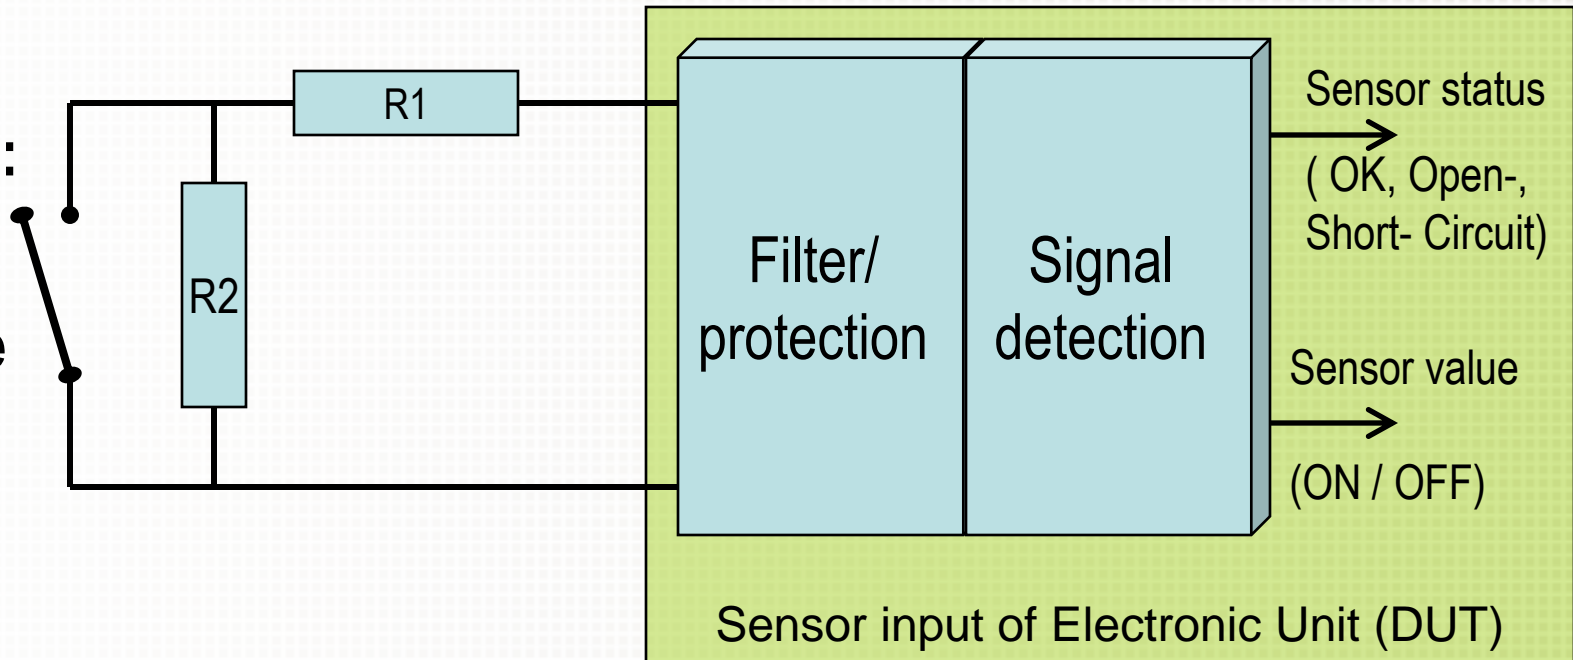 :
e
R1
R2
Filter/
protection
Signal
detection
Sensor status
( OK, Open-,
Short- Circuit)
Sensor value
(ON / OFF)
Sensor input of Electronic Unit (DUT)